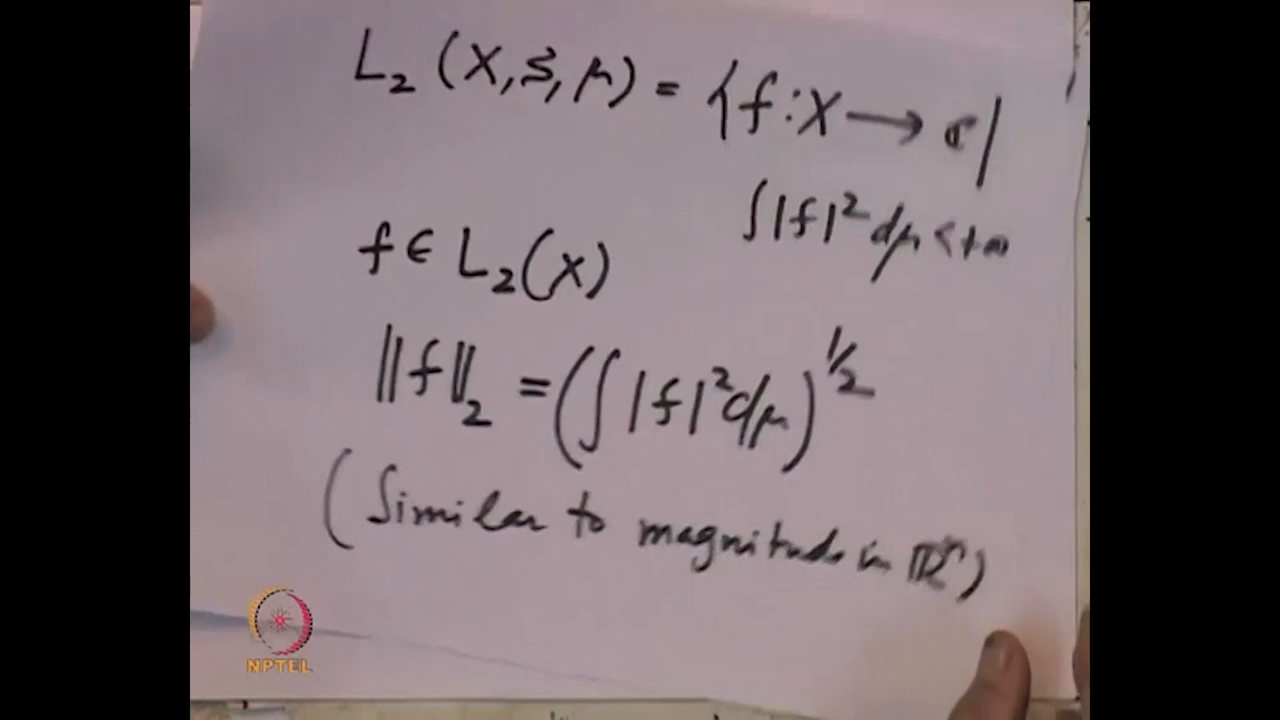 L₂ (X, S, μ) = {f : X → ℂ |
∫|f|² dμ < +∞
f ∈ L₂(X)
‖f‖₂ = (∫ |f|² dμ)^{1/2}
(Similar to magnitude in ℝⁿ)
NPTEL